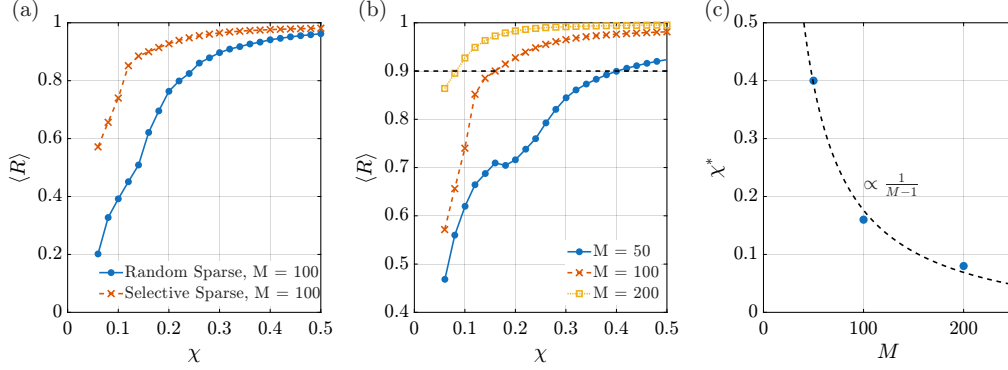 (a)
⟨R⟩
1
0.8
0.6
0.4
0.2
0
0
0.1
0.2
0.3
0.4
0.5
χ
Random Sparse, M = 100
Selective Sparse, M = 100
(b)
⟨R⟩
1
0.9
0.8
0.7
0.6
0.5
0.4
0
0.1
0.2
0.3
0.4
0.5
χ
M = 50
M = 100
M = 200
(c)
χ*
0.5
0.4
0.3
0.2
0.1
0
0
100
200
M
∝ 1/(M−1)